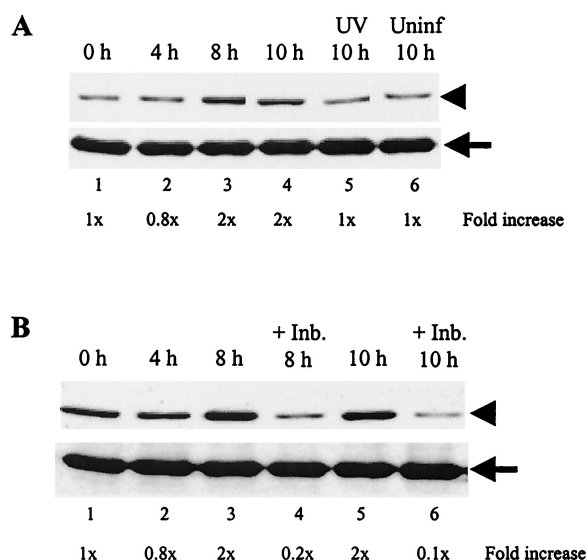 A
UV Uninf
0 h 4 h 8 h 10 h 10 h 10 h
1 2 3 4 5 6
1x 0.8x 2x 2x 1x 1x Fold increase
B
+ Inb. + Inb.
0 h 4 h 8 h 8 h 10 h 10 h
1 2 3 4 5 6
1x 0.8x 2x 0.2x 2x 0.1x Fold increase